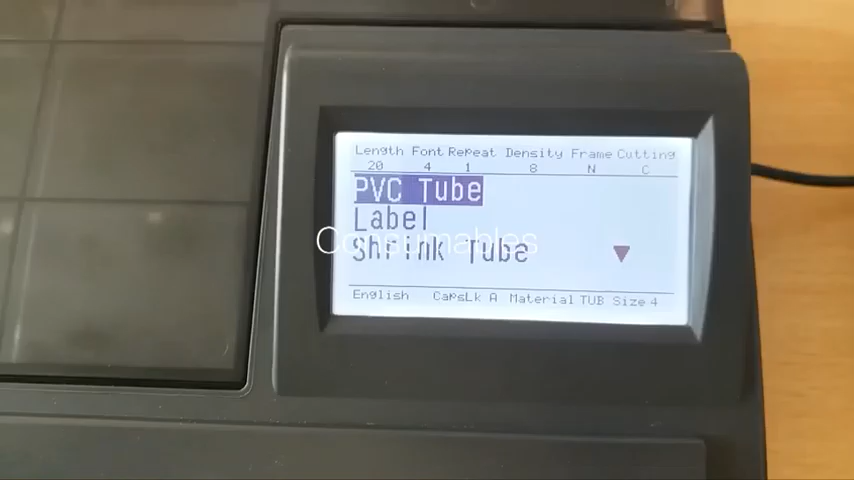 Length Font Repeat Density Frame Cutting
20 4 1 8 N C
PVC Tube
Label
Consumables
Shrink Tube
English CapsLk A Material TUB Size 4